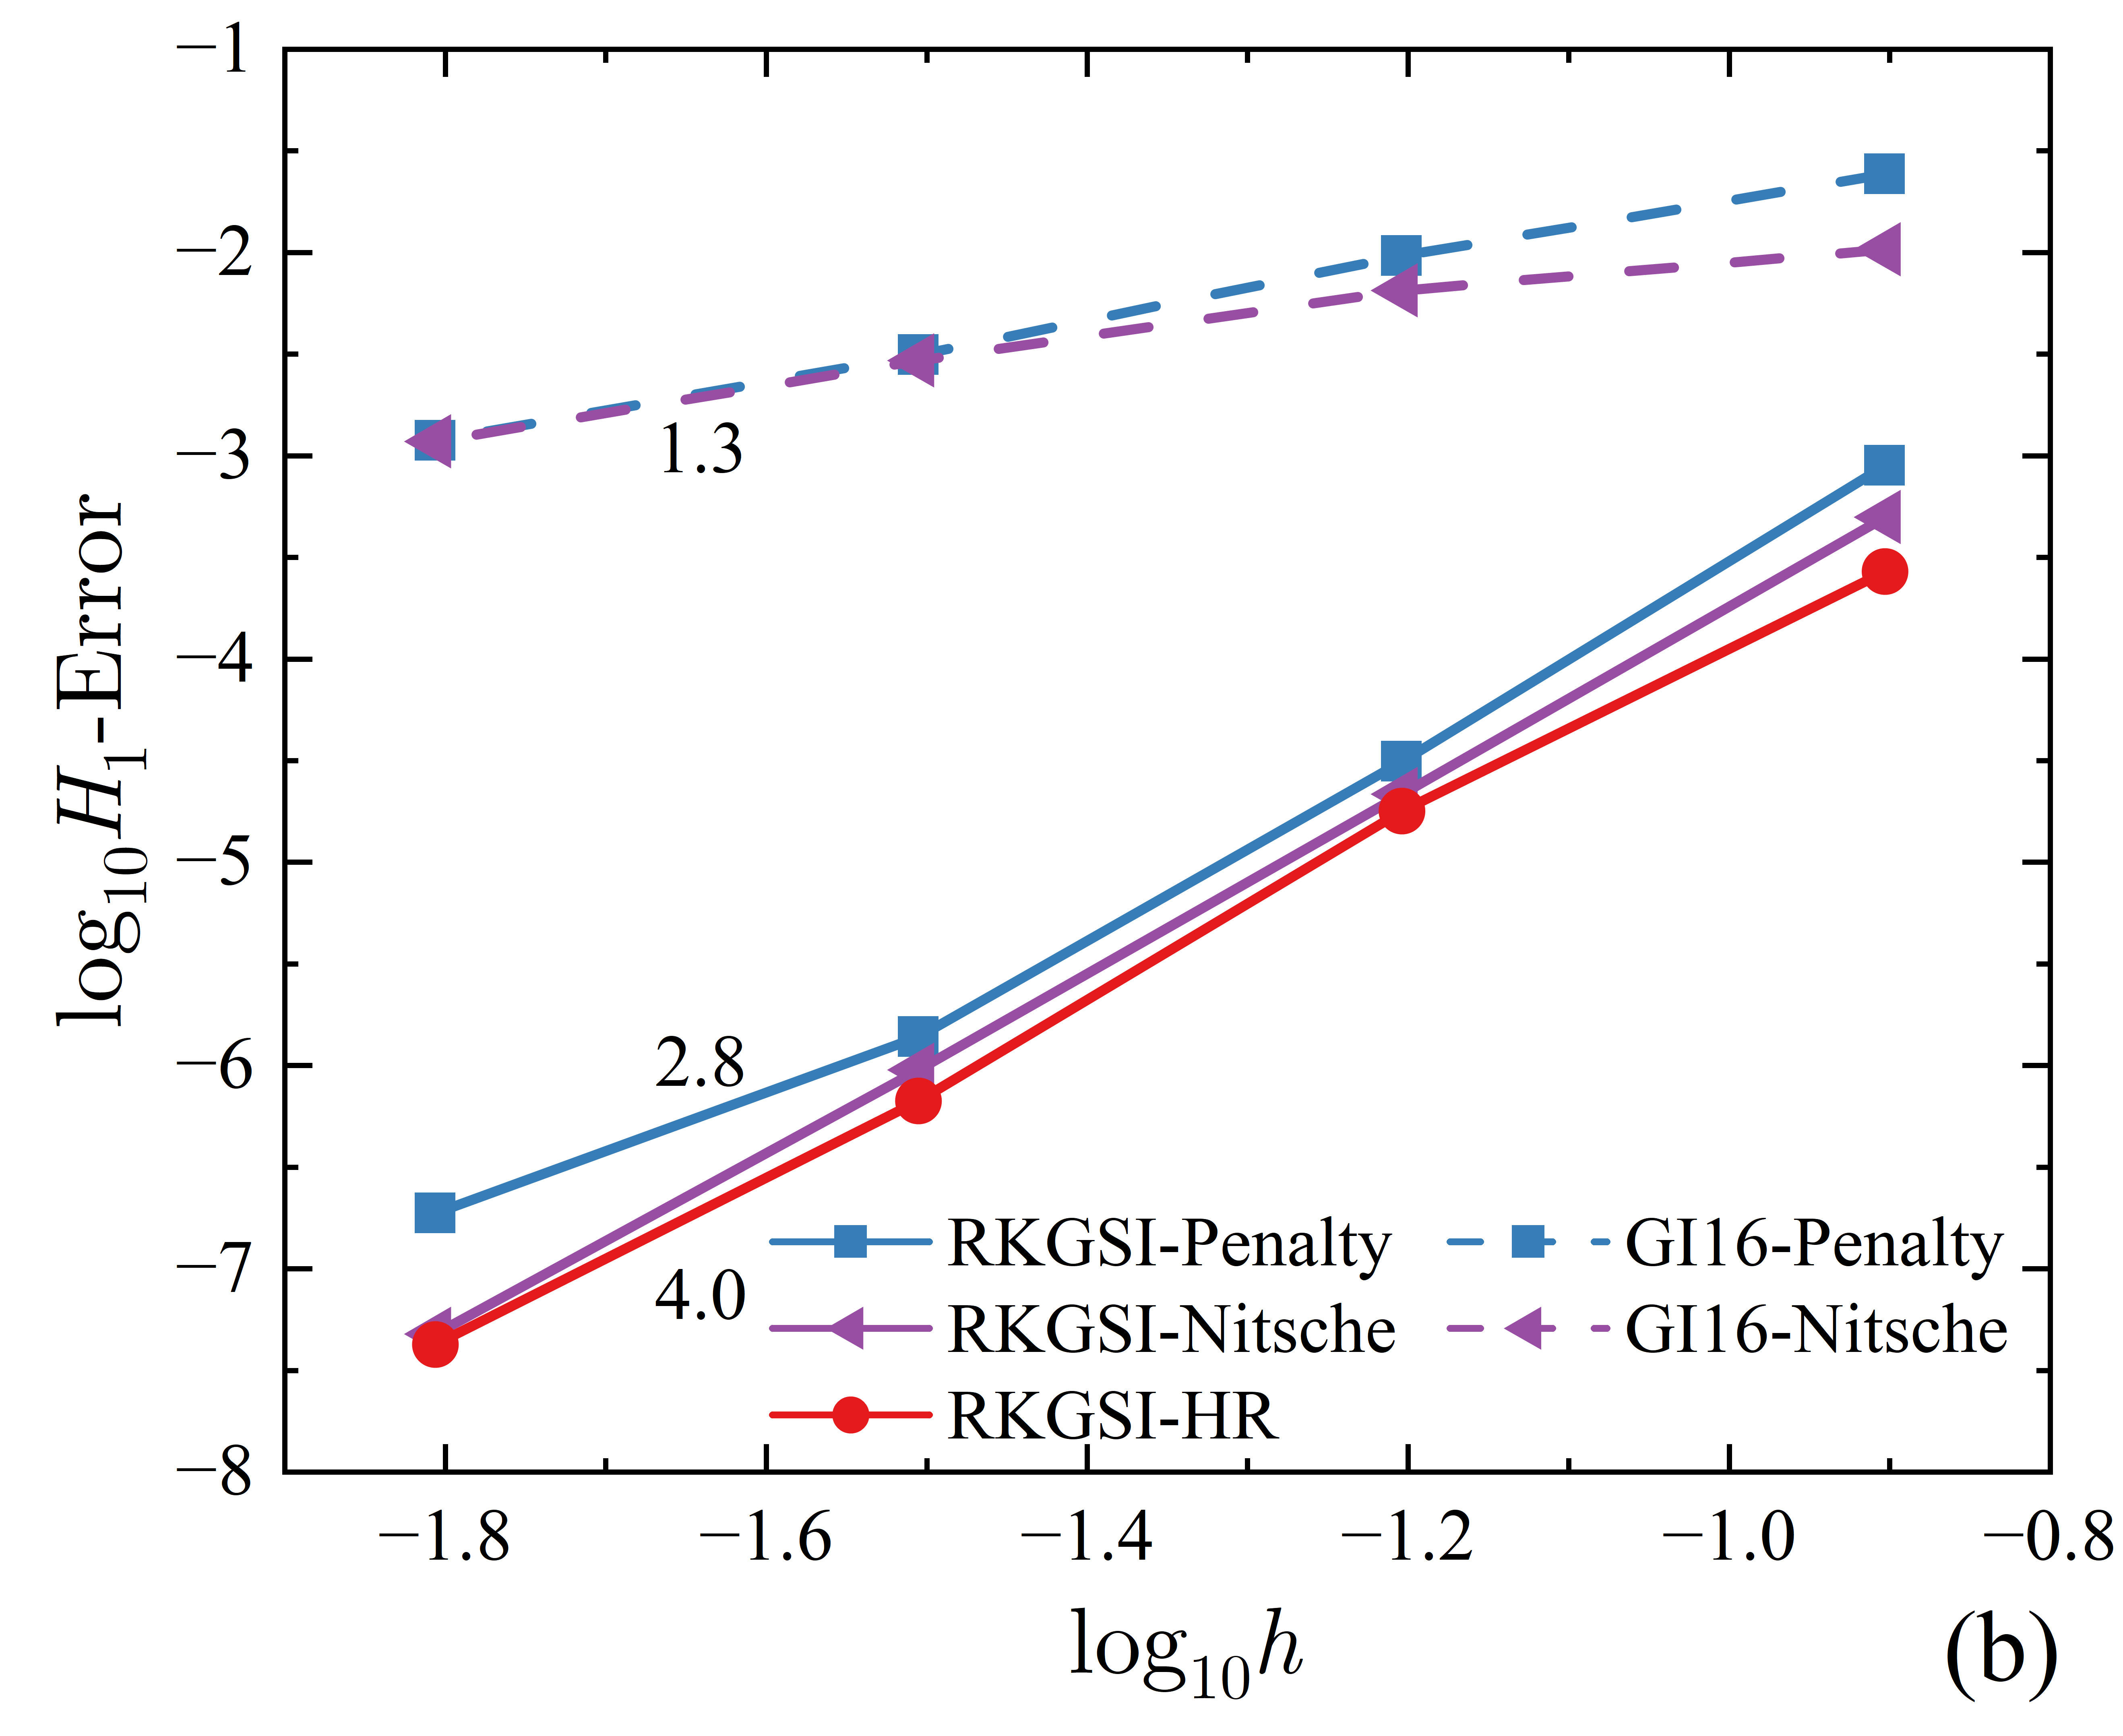 −1
−2
−3
−4
−5
−6
−7
−8
log₁₀H₁-Error
1.3
2.8
4.0
RKGSI-Penalty
GI16-Penalty
RKGSI-Nitsche
GI16-Nitsche
RKGSI-HR
−1.8 −1.6 −1.4 −1.2 −1.0 −0.8
log₁₀h
(b)